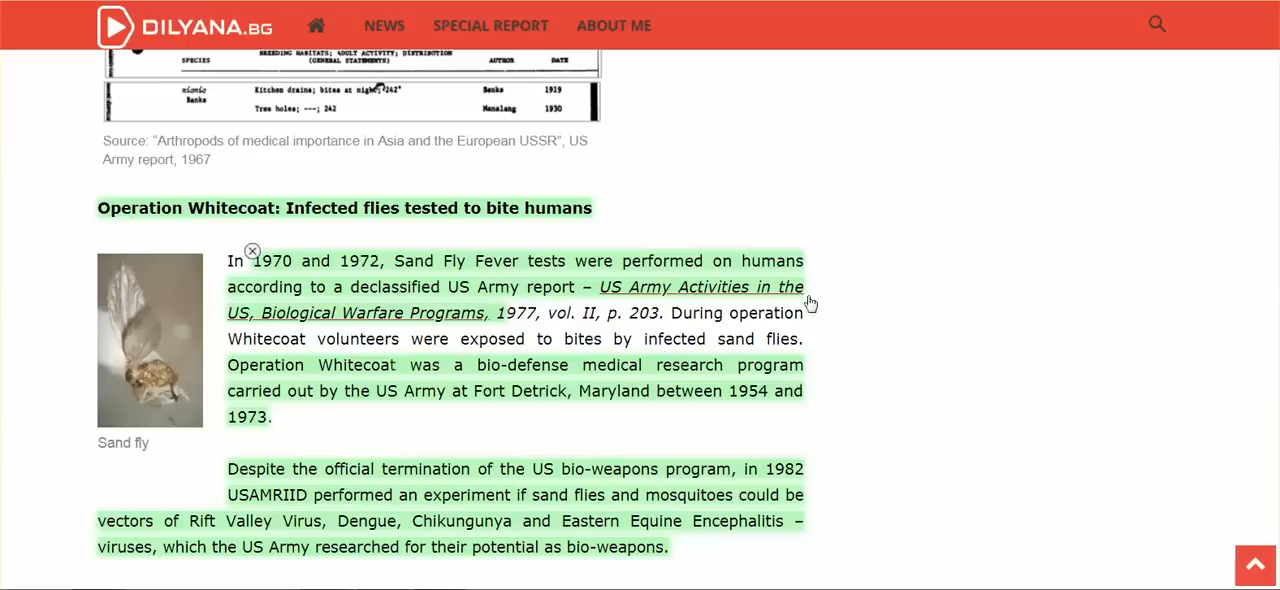 DILYANA.BG
NEWS SPECIAL REPORT ABOUT ME
BREEDING HABITATS; ADULT ACTIVITY; DISTRIBUTION
SPECIES (GENERAL STATEMENTS) AUTHOR DATE
Kitchen drains; bites at night; Banks 1919
Banks
Tree holes; ---; 242 Manalang 1930
Source: “Arthropods of medical importance in Asia and the European USSR”, US
Army report, 1967
Operation Whitecoat: Infected flies tested to bite humans
In 1970 and 1972, Sand Fly Fever tests were performed on humans
according to a declassified US Army report – US Army Activities in the
US, Biological Warfare Programs, 1977, vol. II, p. 203. During operation
Whitecoat volunteers were exposed to bites by infected sand flies.
Operation Whitecoat was a bio-defense medical research program
carried out by the US Army at Fort Detrick, Maryland between 1954 and
1973.
Sand fly
Despite the official termination of the US bio-weapons program, in 1982
USAMRIID performed an experiment if sand flies and mosquitoes could be
vectors of Rift Valley Virus, Dengue, Chikungunya and Eastern Equine Encephalitis –
viruses, which the US Army researched for their potential as bio-weapons.